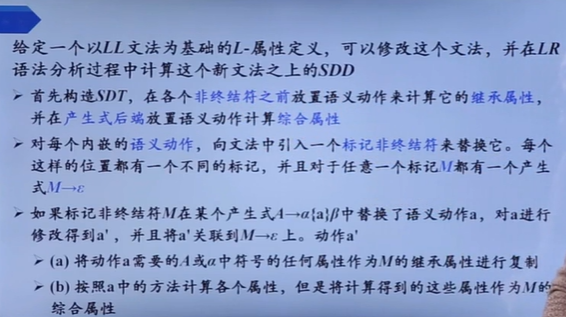 给定一个以LL文法为基础的L-属性定义，可以修改这个文法，并在LR
语法分析过程中计算这个新文法之上的SDD
➢ 首先构造SDT，在各个非终结符之前放置语义动作来计算它的继承属性，
并在产生式后端放置语义动作计算综合属性
➢ 对每个内嵌的语义动作，向文法中引入一个标记非终结符来替换它。每个
这样的位置都有一个不同的标记，并且对于任意一个标记M都有一个产生
式M→ε
➢ 如果标记非终结符M在某个产生式A→α{a}β中替换了语义动作a，对a进行
修改得到a'，并且将a'关联到M→ε 上。动作a'
➢ (a) 将动作a需要的A或α中符号的任何属性作为M的继承属性进行复制
➢ (b) 按照a中的方法计算各个属性，但是将计算得到的这些属性作为M的
综合属性